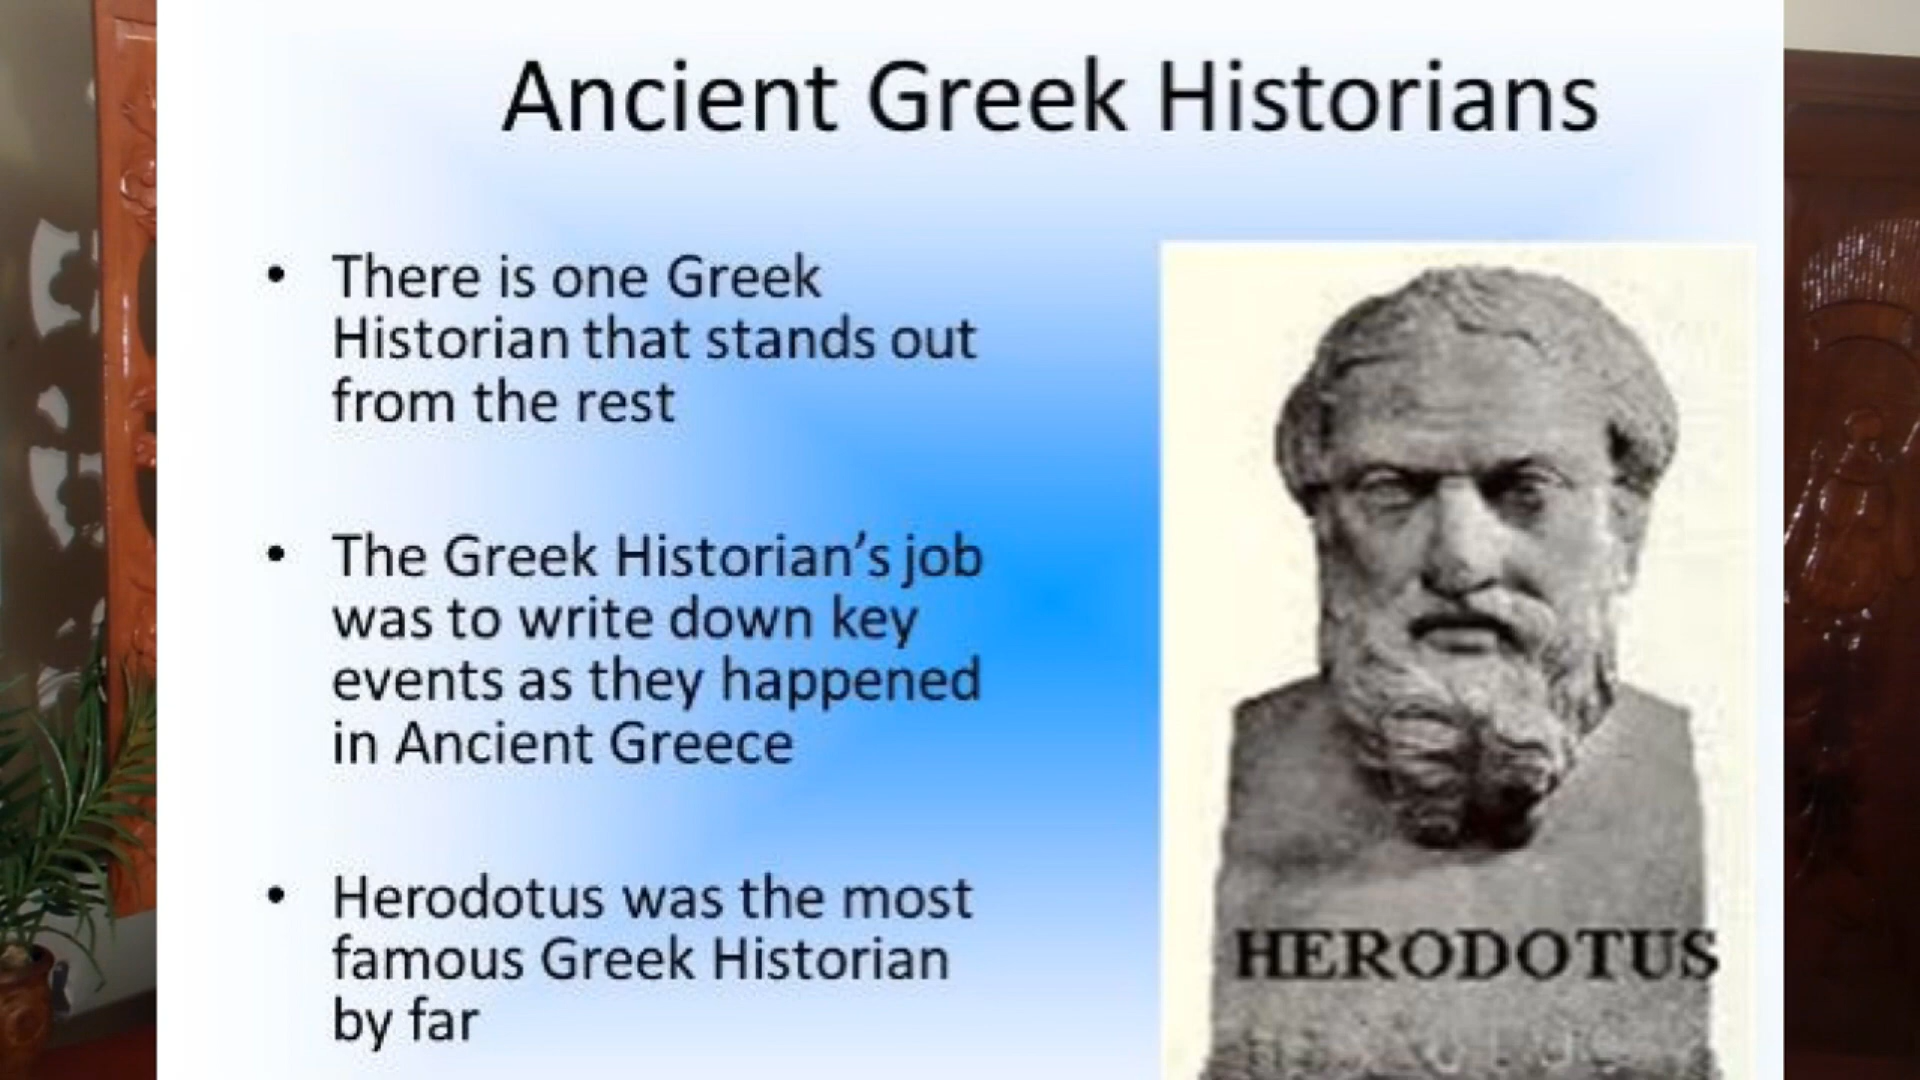 Ancient Greek Historians
• There is one Greek
Historian that stands out
from the rest
• The Greek Historian's job
was to write down key
events as they happened
in Ancient Greece
• Herodotus was the most
famous Greek Historian
by far
HERODOTUS